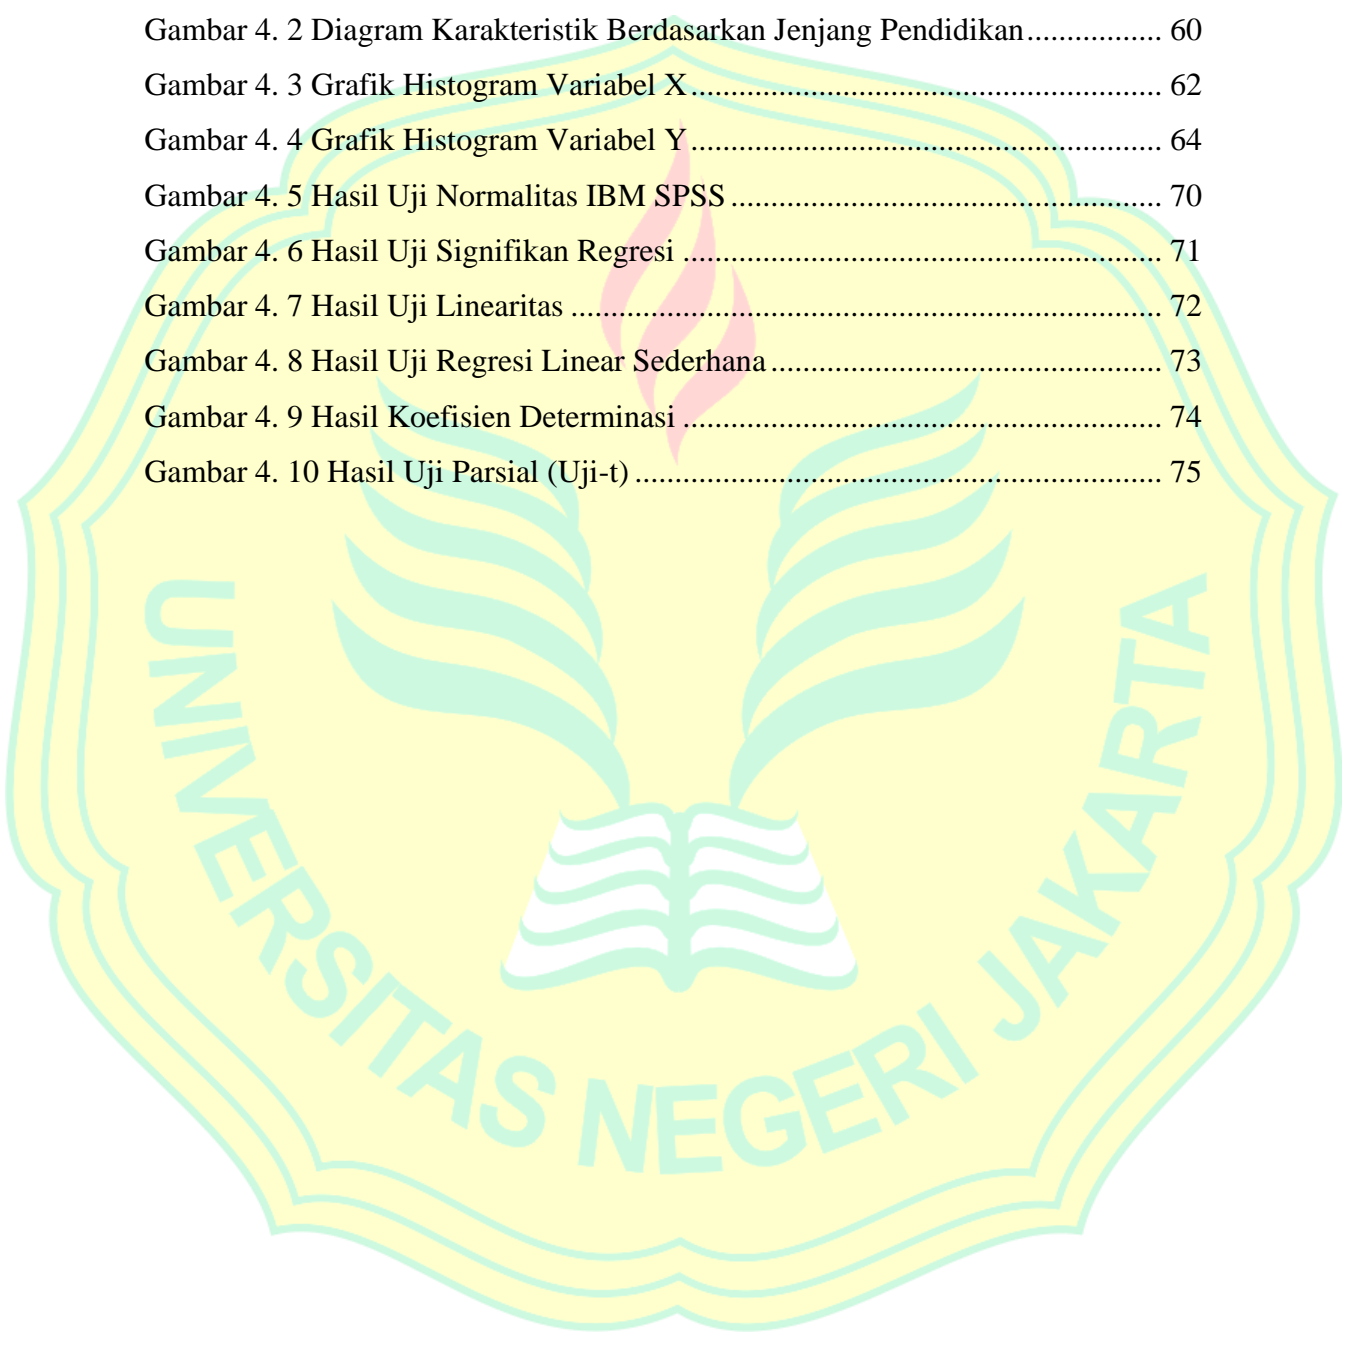 Gambar 4. 2 Diagram Karakteristik Berdasarkan Jenjang Pendidikan................. 60
Gambar 4. 3 Grafik Histogram Variabel X............................................................ 62
Gambar 4. 4 Grafik Histogram Variabel Y............................................................ 64
Gambar 4. 5 Hasil Uji Normalitas IBM SPSS ....................................................... 70
Gambar 4. 6 Hasil Uji Signifikan Regresi ............................................................. 71
Gambar 4. 7 Hasil Uji Linearitas ........................................................................... 72
Gambar 4. 8 Hasil Uji Regresi Linear Sederhana .................................................. 73
Gambar 4. 9 Hasil Koefisien Determinasi ............................................................. 74
Gambar 4. 10 Hasil Uji Parsial (Uji-t) ................................................................... 75
UNIVERSITAS NEGERI JAKARTA